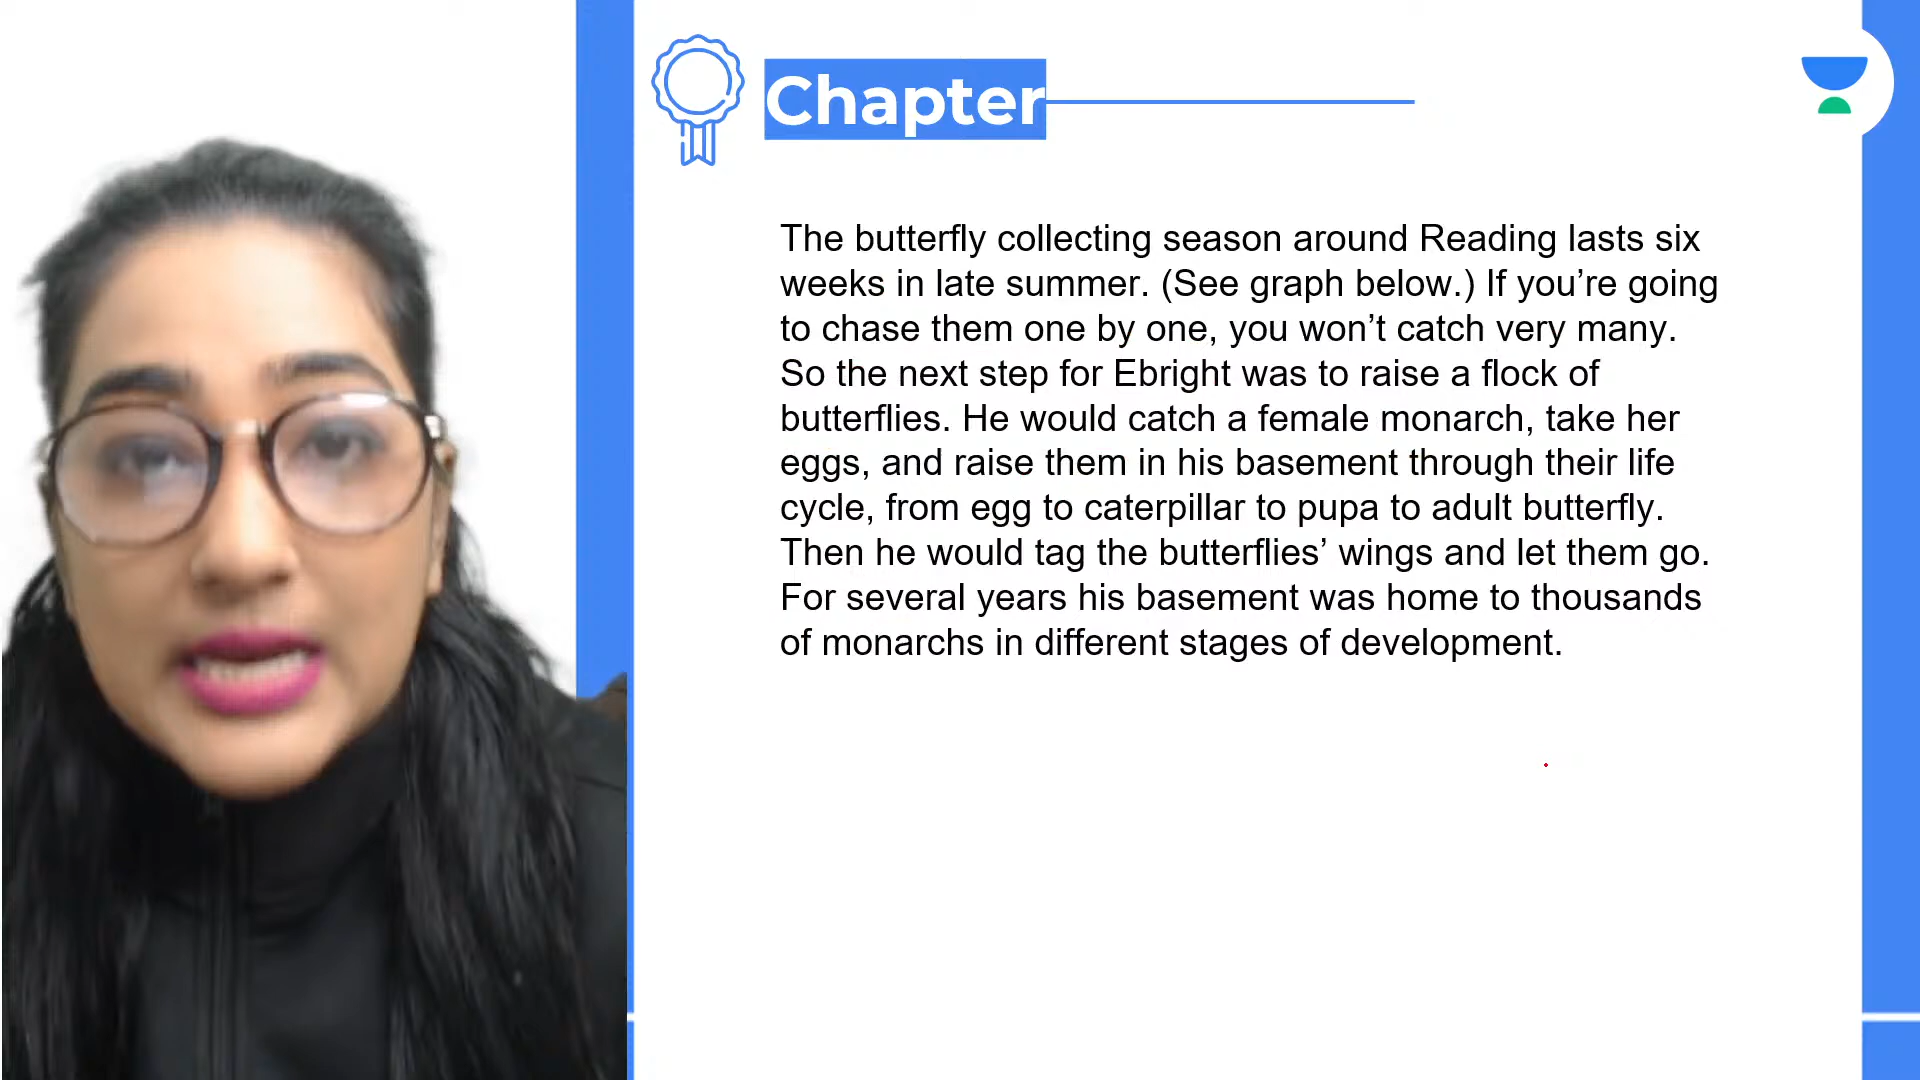 Chapter
The butterfly collecting season around Reading lasts six
weeks in late summer. (See graph below.) If you’re going
to chase them one by one, you won’t catch very many.
So the next step for Ebright was to raise a flock of
butterflies. He would catch a female monarch, take her
eggs, and raise them in his basement through their life
cycle, from egg to caterpillar to pupa to adult butterfly.
Then he would tag the butterflies’ wings and let them go.
For several years his basement was home to thousands
of monarchs in different stages of development.